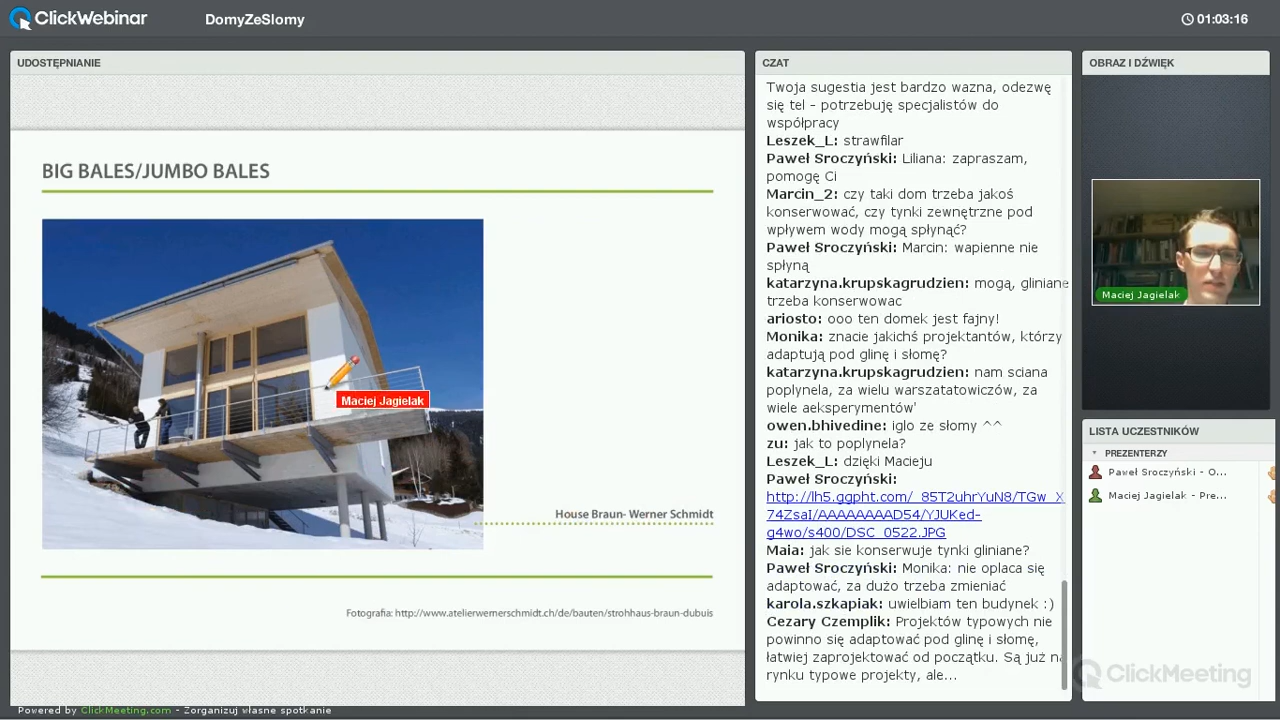 ClickWebinar
DomyZeSlomy
01:03:16
UDOSTĘPNIANIE
BIG BALES/JUMBO BALES
Maciej Jagielak
House Braun- Werner Schmidt
Fotografia: http://www.atelierwernerschmidt.ch/de/bauten/strohhaus-braun-dubuis
CZAT
Twoja sugestia jest bardzo wazna, odezwę
się tel - potrzebuję specjalistów do
współpracy
Leszek_L: strawfilar
Paweł Sroczyński: Liliana: zapraszam,
pomogę Ci
Marcin_2: czy taki dom trzeba jakoś
konserwować, czy tynki zewnętrzne pod
wpływem wody mogą spłynąć?
Paweł Sroczyński: Marcin: wapienne nie
spłyną
katarzyna.krupskagrudzien: mogą, gliniane
trzeba konserwowac
ariosto: ooo ten domek jest fajny!
Monika: znacie jakichś projektantów, którzy
adaptują pod glinę i słomę?
katarzyna.krupskagrudzien: nam sciana
poplynela, za wielu warszatatowiczów, za
wiele aeksperymentów'
owen.bhivedine: iglo ze słomy ^^
zu: jak to poplynela?
Leszek_L: dzięki Macieju
Paweł Sroczyński:
http://lh5.ggpht.com/_85T2uhrYuN8/TGw_X
74ZsaI/AAAAAAAAD54/YJUKed-
g4wo/s400/DSC_0522.JPG
Maia: jak sie konserwuje tynki gliniane?
Paweł Sroczyński: Monika: nie oplaca się
adaptować, za dużo trzeba zmieniać
karola.szkapiak: uwielbiam ten budynek :)
Cezary Czemplik: Projektów typowych nie
powinno się adaptować pod glinę i słomę,
łatwiej zaprojektować od początku. Są już na
rynku typowe projekty, ale...
OBRAZ I DŹWIĘK
Maciej Jagielak
LISTA UCZESTNIKÓW
PREZENTERZY
Paweł Sroczyński - O...
Maciej Jagielak - Pre...
ClickMeeting
Powered by ClickMeeting.com - Zorganizuj własne spotkanie